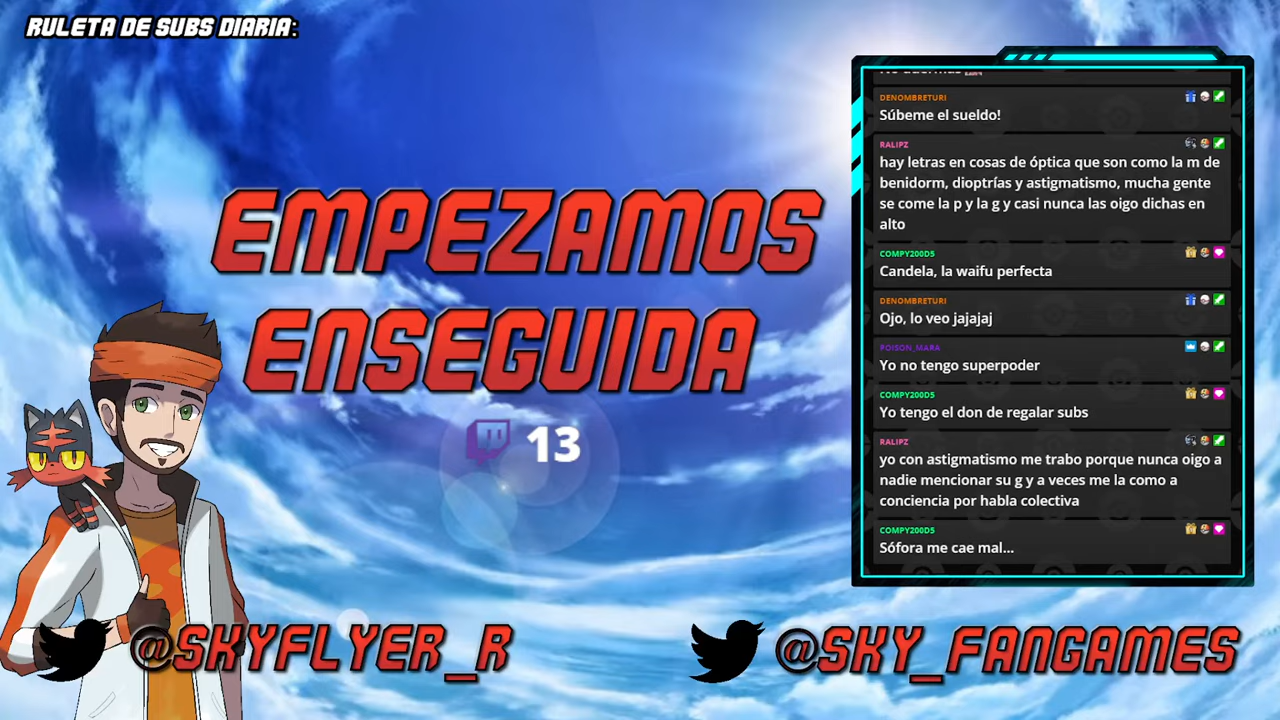 RULETA DE SUBS DIARIA:
EMPEZAMOS
ENSEGUIDA
13
@SKYFLYER_R
@SKY_FANGAMES
DENOMBRETURI
Súbeme el sueldo!
RALIPZ
hay letras en cosas de óptica que son como la m de
benidorm, dioptrías y astigmatismo, mucha gente
se come la p y la g y casi nunca las oigo dichas en
alto
COMPY200D5
Candela, la waifu perfecta
DENOMBRETURI
Ojo, lo veo jajajaj
POISON_MARA
Yo no tengo superpoder
COMPY200D5
Yo tengo el don de regalar subs
RALIPZ
yo con astigmatismo me trabo porque nunca oigo a
nadie mencionar su g y a veces me la como a
conciencia por habla colectiva
COMPY200D5
Sófora me cae mal...